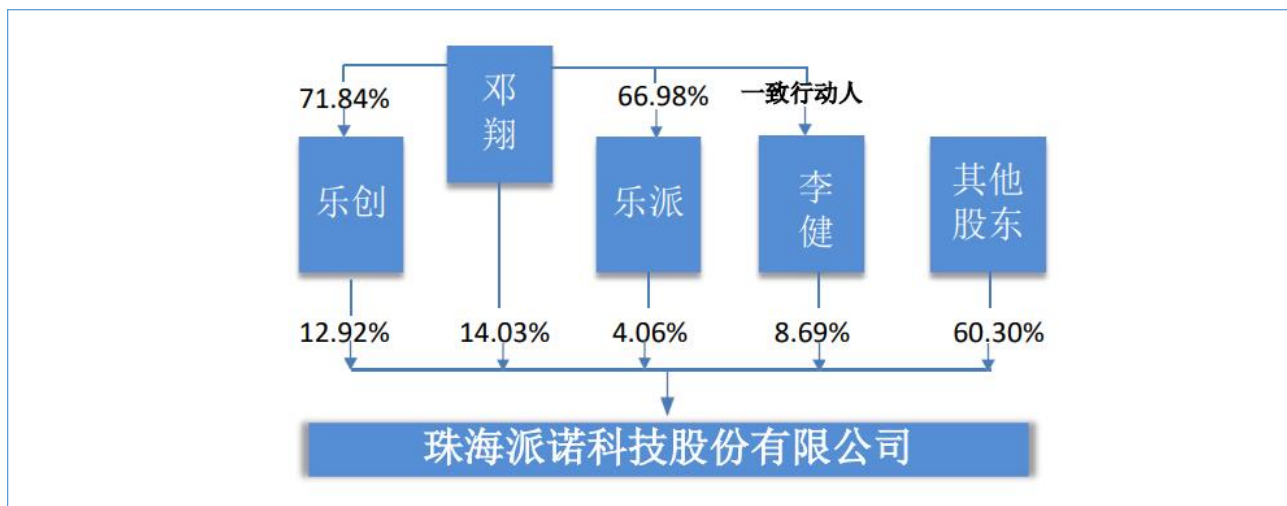 71.84%
邓
翔
66.98%
一致行动人
乐创
乐派
李
健
其他
股东
12.92%
14.03%
4.06%
8.69%
60.30%
珠海派诺科技股份有限公司